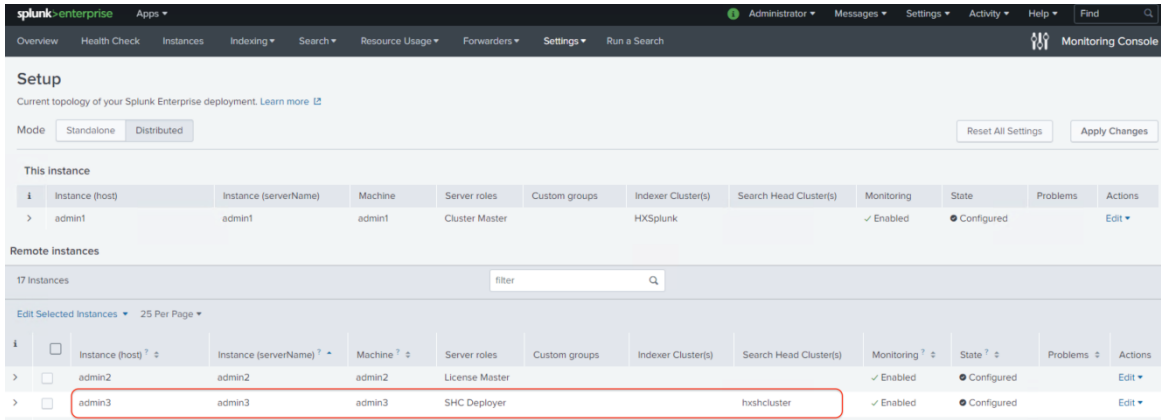 splunk>enterprise Apps Administrator Messages Settings Activity Help Find
Overview Health Check Instances Indexing Search Resource Usage Forwarders Settings Run a Search Monitoring Console
Setup
Current topology of your Splunk Enterprise deployment. Learn more
Mode Standalone Distributed Reset All Settings Apply Changes
This instance
i Instance (host) Instance (serverName) Machine Server roles Custom groups Indexer Cluster(s) Search Head Cluster(s) Monitoring State Problems Actions
> admin1 admin1 admin1 Cluster Master HXSplunk ✓ Enabled Configured Edit
Remote instances
17 Instances filter
Edit Selected Instances 25 Per Page
i Instance (host) ? Instance (serverName) ? Machine ? Server roles Custom groups Indexer Cluster(s) Search Head Cluster(s) Monitoring ? State ? Problems Actions
> admin2 admin2 admin2 License Master ✓ Enabled Configured Edit
> admin3 admin3 admin3 SHC Deployer hxshcluster ✓ Enabled Configured Edit